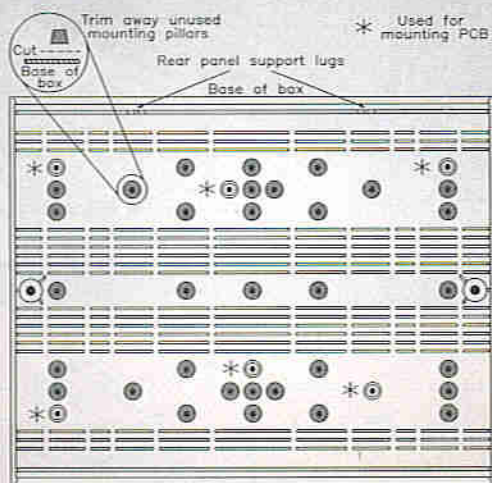 Trim away unused
mounting pillars
Cut
Base of
box
* Used for
mounting PCB
Rear panel support lugs
Base of box